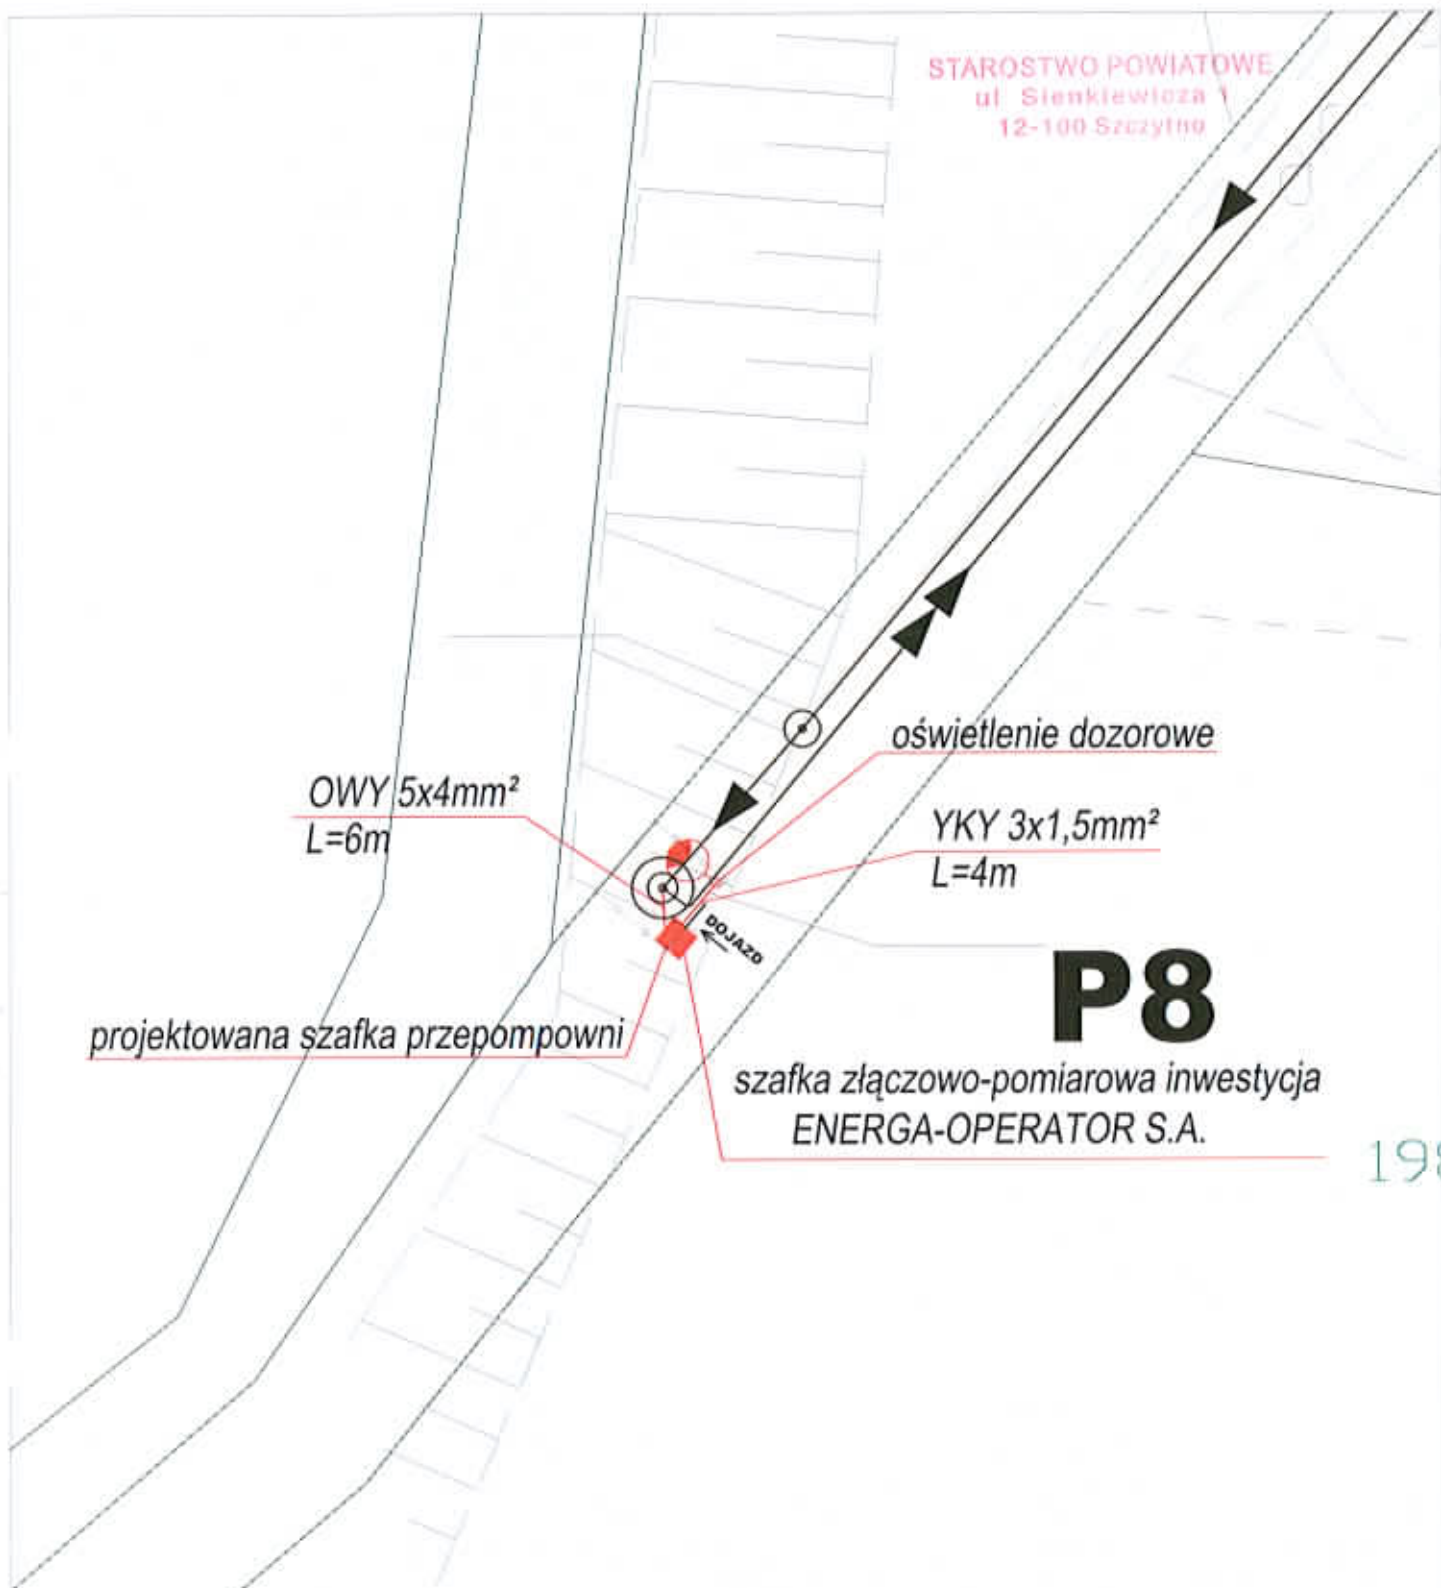 STAROSTWO POWIATOWE
ul Sienkiewicza 1
12-100 Szczytno
oświetlenie dozorowe
OWY 5x4mm²
L=6m
YKY 3x1,5mm²
L=4m
DOJAZD
P8
projektowana szafka przepompowni
szafka złączowo-pomiarowa inwestycja
ENERGA-OPERATOR S.A.
198